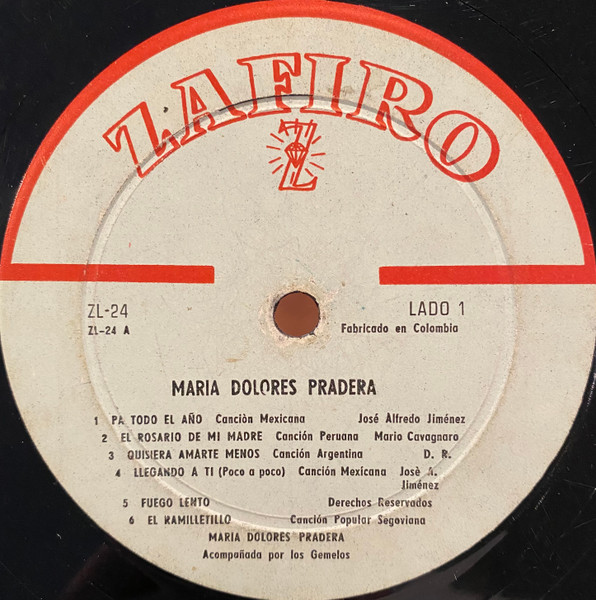 ZAFIRO
Z
ZL-24 LADO 1
ZL-24 A Fabricado en Colombia
MARIA DOLORES PRADERA
1 PA TODO EL AÑO Canciòn Mexicana José Alfredo Jiménez
2 EL ROSARIO DE MI MADRE Canción Peruana Mario Cavagnaro
3 QUISIERA AMARTE MENOS Canción Argentina D. R.
4 LLEGANDO A TI (Poco a poco) Canción Mexicana Josè A.
Jiménez
5 FUEGO LENTO Derechos Reservados
6 EL RAMILLETILLO Canción Popular Segoviana
MARIA DOLORES PRADERA
Acompañada por los Gemelos